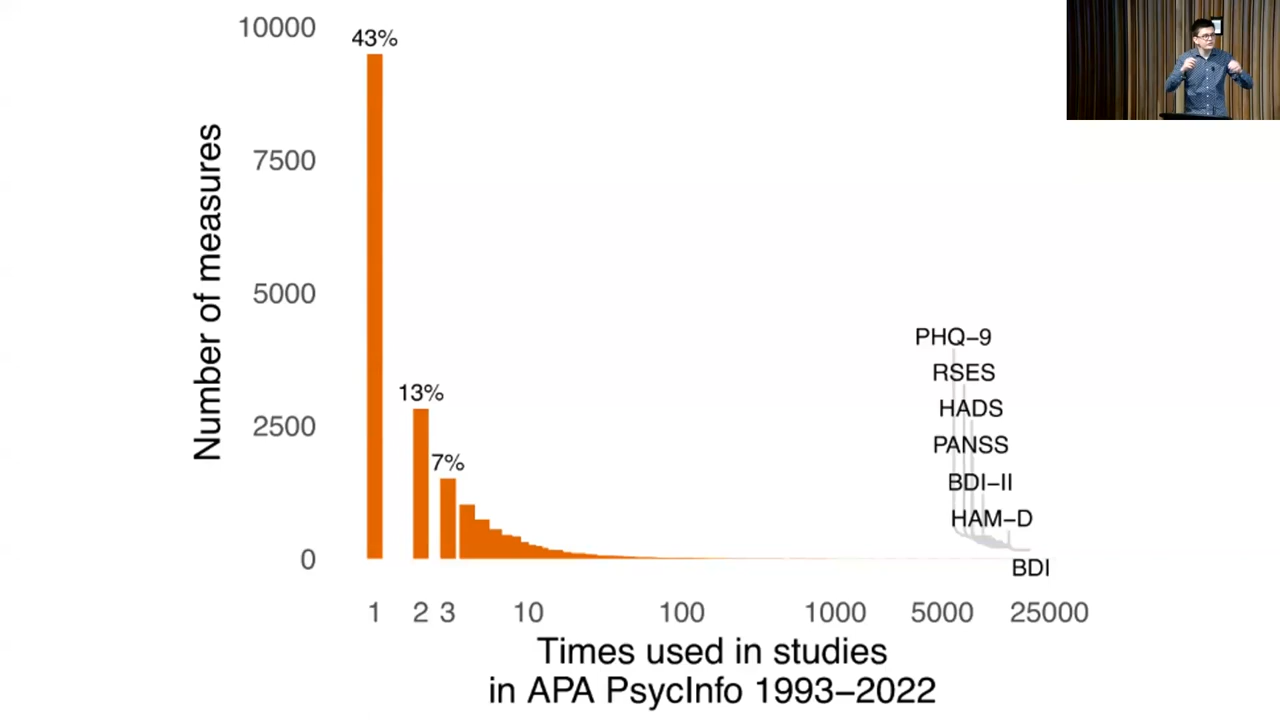 10000
43%
7500
Number of measures
5000
PHQ–9
RSES
13%
HADS
2500
PANSS
7%
BDI–II
HAM–D
0
BDI
1 2 3 10 100 1000 5000 25000
Times used in studies
in APA PsycInfo 1993–2022